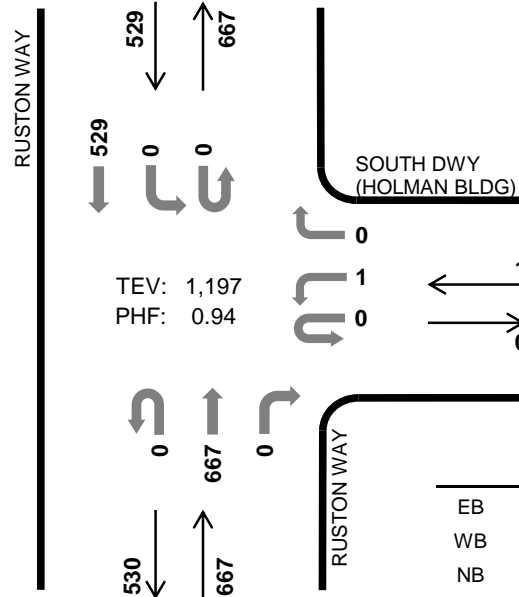 529
667
RUSTON WAY
529
0
0
SOUTH DWY
(HOLMAN BLDG)
0
1
0
TEV: 1,197
PHF: 0.94
0
667
0
RUSTON WAY
530
667
EB
WB
NB